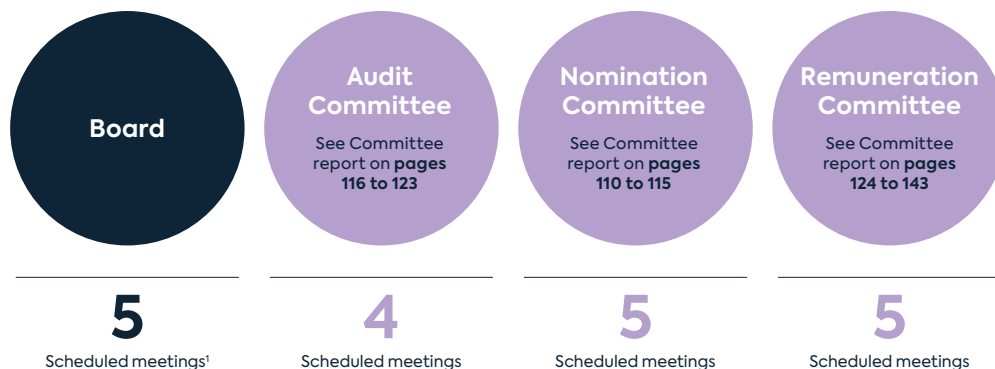 Board
Audit
Committee
See Committee
report on pages
116 to 123
Nomination
Committee
See Committee
report on pages
110 to 115
Remuneration
Committee
See Committee
report on pages
124 to 143
5
Scheduled meetings¹
4
Scheduled meetings
5
Scheduled meetings
5
Scheduled meetings